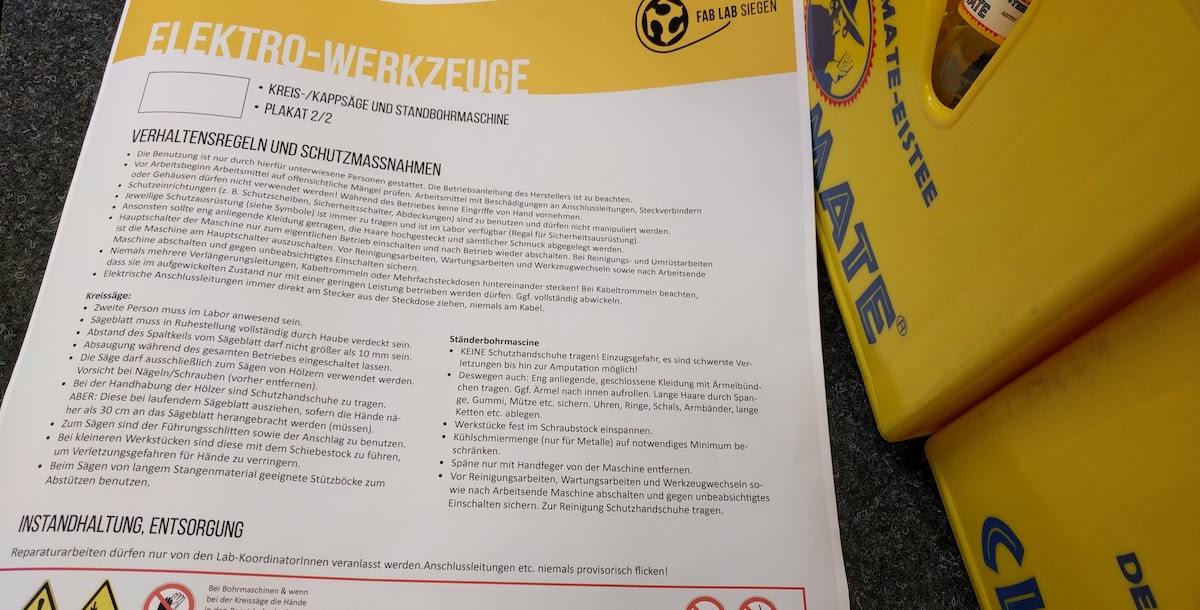 FAB LAB SIEGEN
ELEKTRO-WERKZEUGE
• KREIS-/KAPPSÄGE UND STANDBOHRMASCHINE
• PLAKAT 2/2
VERHALTENSREGELN UND SCHUTZMASSNAHMEN
• Die Benutzung ist nur durch hierfür unterwiesene Personen gestattet. Die Betriebsanleitung des Herstellers ist zu beachten.
• Vor Arbeitsbeginn Arbeitsmittel auf offensichtliche Mängel prüfen. Arbeitsmittel mit Beschädigungen an Anschlussleitungen, Steckverbindern
oder Gehäusen dürfen nicht verwendet werden! Während des Betriebes keine Eingriffe von Hand vornehmen.
• Schutzeinrichtungen (z. B. Schutzscheiben, Sicherheitsschalter, Abdeckungen) sind zu benutzen und dürfen nicht manipuliert werden.
• Jeweilige Schutzausrüstung (siehe Symbole) ist immer zu tragen und ist im Labor verfügbar (Regal für Sicherheitsausrüstung).
• Ansonsten sollte eng anliegende Kleidung getragen, die Haare hochgesteckt und sämtlicher Schmuck abgelegt werden.
• Hauptschalter der Machine nur zum eigentlichen Betrieb einschalten und nach Betrieb wieder abschalten. Bei Reinigungs- und Umrüstarbeiten
ist die Maschine am Hauptschalter auszuschalten. Vor Reinigungsarbeiten, Wartungsarbeiten und Werkzeugwechseln sowie nach Arbeitsende
Maschine abschalten und gegen unbeabsichtigtes Einschalten sichern.
• Niemals mehrere Verlängerungsleitungen, Kabeltrommeln oder Mehrfachsteckdosen hintereinander stecken! Bei Kabeltrommeln beachten,
dass sie im aufgewickelten Zustand nur mit einer geringen Leistung betrieben werden dürfen. Ggf. vollständig abwickeln.
• Elektrische Anschlussleitungen immer direkt am Stecker aus der Steckdose ziehen, niemals am Kabel.
Kreissäge:
• Zweite Person muss im Labor anwesend sein.
• Sägeblatt muss in Ruhestellung vollständig durch Haube verdeckt sein.
• Abstand des Spaltkeils vom Sägeblatt darf nicht größer als 10 mm sein.
• Absaugung während des gesamten Betriebes eingeschaltet lassen.
• Die Säge darf ausschließlich zum Sägen von Hölzern verwendet werden.
Vorsicht bei Nägeln/Schrauben (vorher entfernen).
• Bei der Handhabung der Hölzer sind Schutzhandschuhe zu tragen.
ABER: Diese bei laufendem Sägeblatt ausziehen, sofern die Hände nä-
her als 30 cm an das Sägeblatt herangebracht werden (müssen).
• Zum Sägen sind der Führungsschlitten sowie der Anschlag zu benutzen.
• Bei kleineren Werkstücken sind diese mit dem Schiebestock zu führen,
um Verletzungsgefahren für Hände zu verringern.
• Beim Sägen von langem Stangenmaterial geeignete Stützböcke zum
Abstützen benutzen.
Ständerbohrmascine
• KEINE Schutzhandschuhe tragen! Einzugsgefahr, es sind schwerste Ver-
letzungen bis hin zur Amputation möglich!
• Deswegen auch: Eng anliegende, geschlossene Kleidung mit Ärmelbünd-
chen tragen. Ggf. Ärmel nach innen aufrollen. Lange Haare durch Span-
ge, Gummi, Mütze etc. sichern. Uhren, Ringe, Schals, Armbänder, lange
Ketten etc. ablegen.
• Werkstücke fest im Schraubstock einspannen.
• Kühlschmiermenge (nur für Metalle) auf notwendiges Minimum be-
schränken.
• Späne nur mit Handfeger von der Maschine entfernen.
• Vor Reinigungsarbeiten, Wartungsarbeiten und Werkzeugwechseln so-
wie nach Arbeitsende Maschine abschalten und gegen unbeabsichtigtes
Einschalten sichern. Zur Reinigung Schutzhandschuhe tragen.
INSTANDHALTUNG, ENTSORGUNG
Reparaturarbeiten dürfen nur von den Lab-KoordinatorInnen veranlasst werden.Anschlussleitungen etc. niemals provisorisch flicken!
Bei Bohrmaschinen & wenn
bei der Kreissäge die Hände
MATE-EISTEE
MATE®
DE